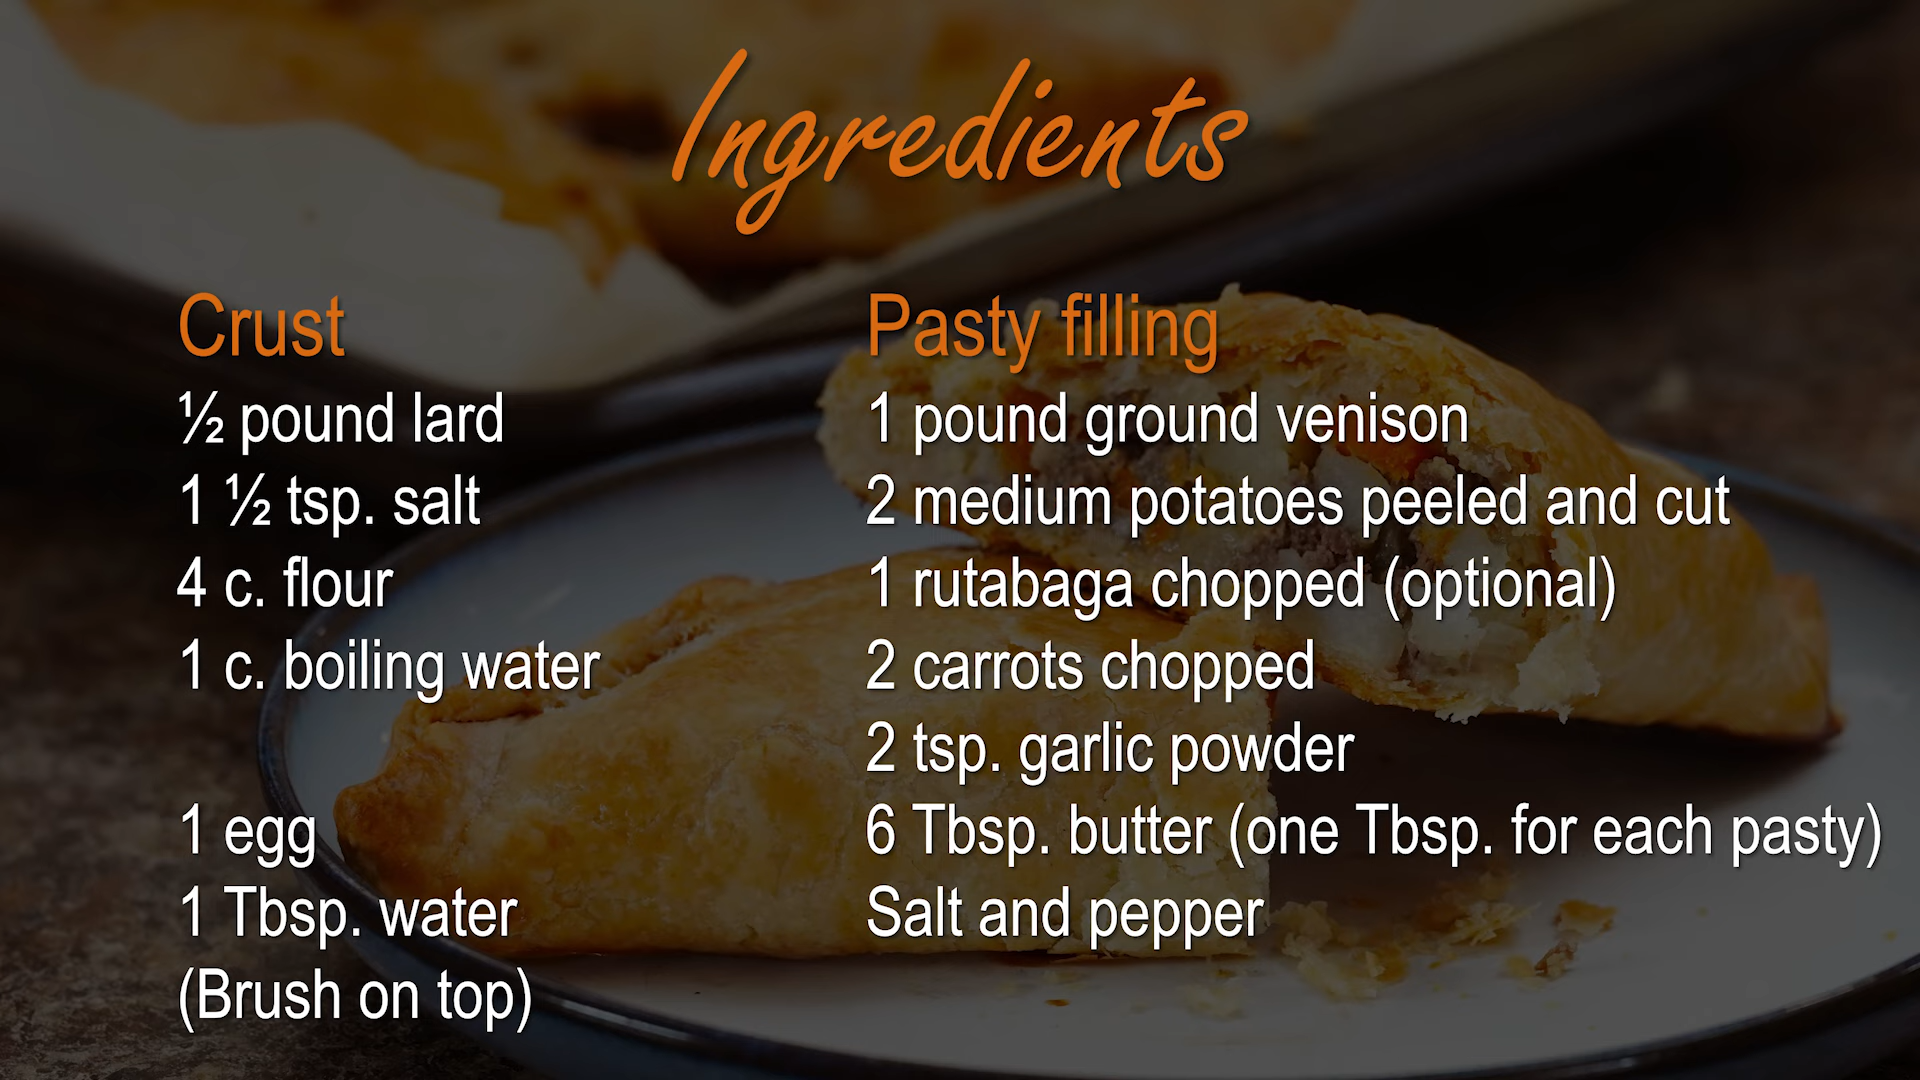 Ingredients
Crust
½ pound lard
1 ½ tsp. salt
4 c. flour
1 c. boiling water
1 egg
1 Tbsp. water
(Brush on top)
Pasty filling
1 pound ground venison
2 medium potatoes peeled and cut
1 rutabaga chopped (optional)
2 carrots chopped
2 tsp. garlic powder
6 Tbsp. butter (one Tbsp. for each pasty)
Salt and pepper